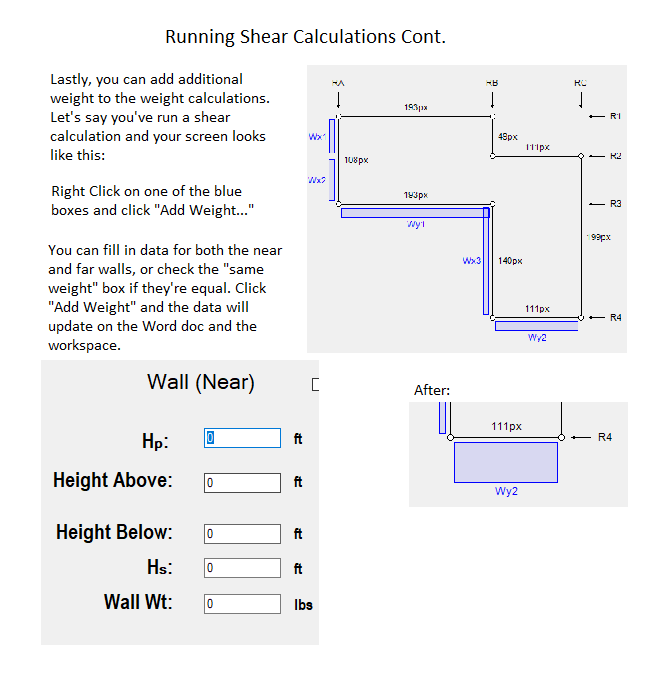 Running Shear Calculations Cont.
Lastly, you can add additional
weight to the weight calculations.
Let's say you've run a shear
calculation and your screen looks
like this:
Right Click on one of the blue
boxes and click "Add Weight..."
You can fill in data for both the near
and far walls, or check the "same
weight" box if they're equal. Click
"Add Weight" and the data will
update on the Word doc and the
workspace.
RA RB RC
193px
R1
Wx1
48px
111px
108px
R2
Wx2
193px
R3
Wy1
199px
Wx3 140px
111px
R4
Wy2
Wall (Near)
Hp: 0 ft
Height Above: 0 ft
Height Below: 0 ft
Hs: 0 ft
Wall Wt: 0 lbs
After:
111px
R4
Wy2